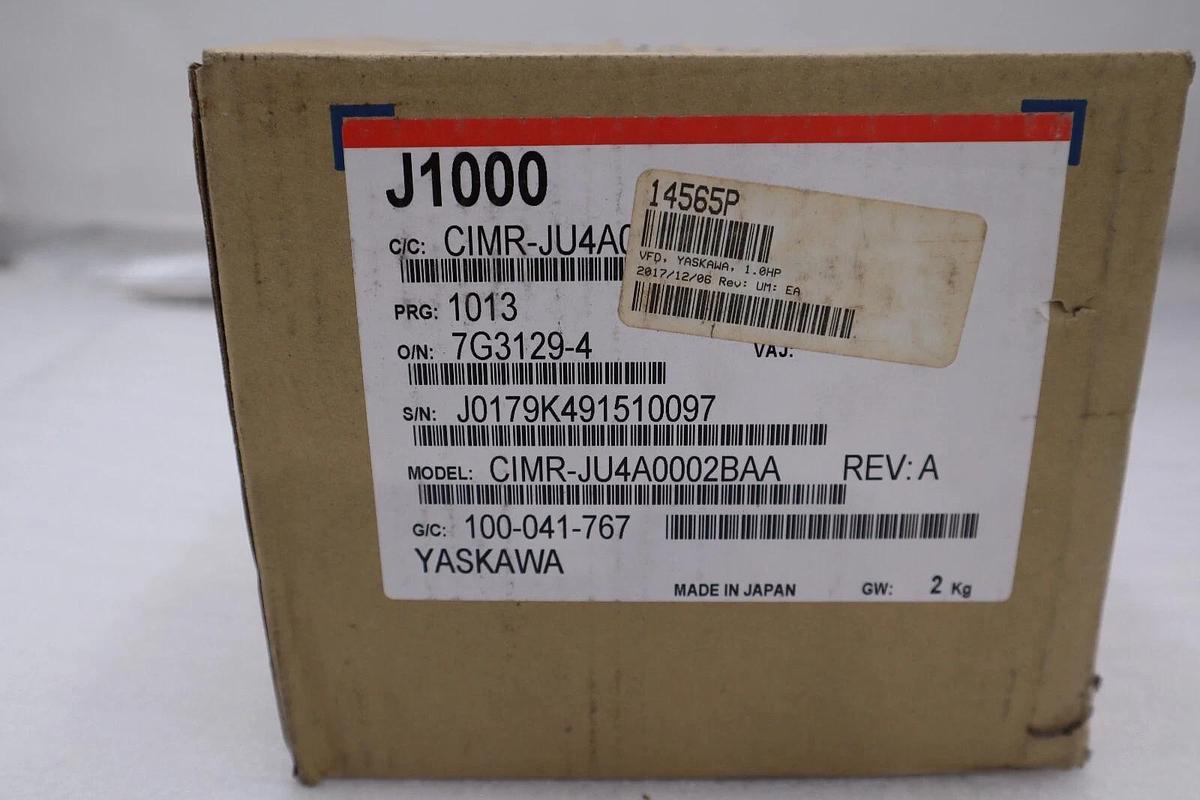 J1000
C/C: CIMR-JU4A0
14565P
VFD, YASKAWA, 1.0HP
2017/12/06 Rev: UM: EA
PRG: 1013
O/N: 7G3129-4
VAJ:
S/N: J0179K491510097
MODEL: CIMR-JU4A0002BAA REV: A
G/C: 100-041-767
YASKAWA
MADE IN JAPAN GW: 2 Kg